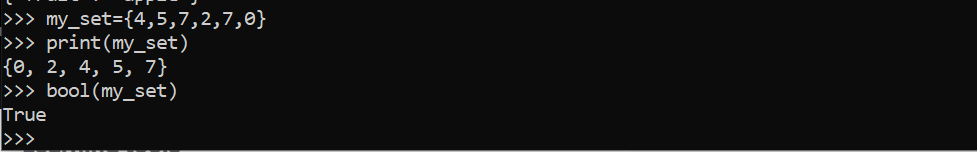 >>> my_set={4,5,7,2,7,0}
>>> print(my_set)
{0, 2, 4, 5, 7}
>>> bool(my_set)
True
>>>